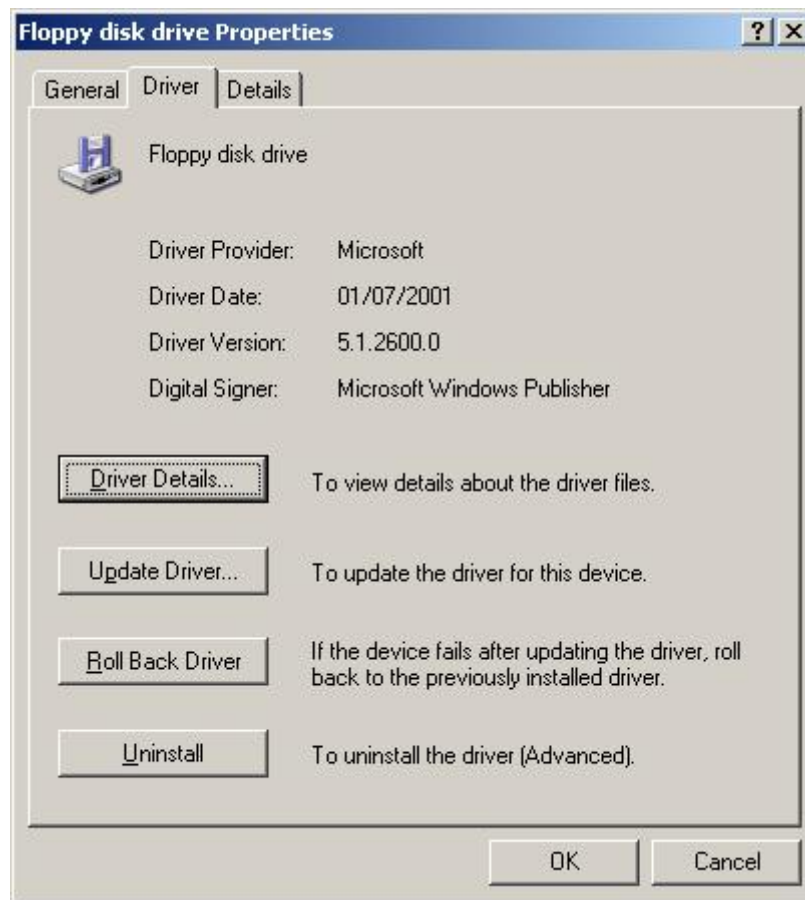 Floppy disk drive Properties
General Driver Details
Floppy disk drive
Driver Provider: Microsoft
Driver Date: 01/07/2001
Driver Version: 5.1.2600.0
Digital Signer: Microsoft Windows Publisher
Driver Details... To view details about the driver files.
Update Driver... To update the driver for this device.
Roll Back Driver If the device fails after updating the driver, roll
back to the previously installed driver.
Uninstall To uninstall the driver (Advanced).
OK Cancel